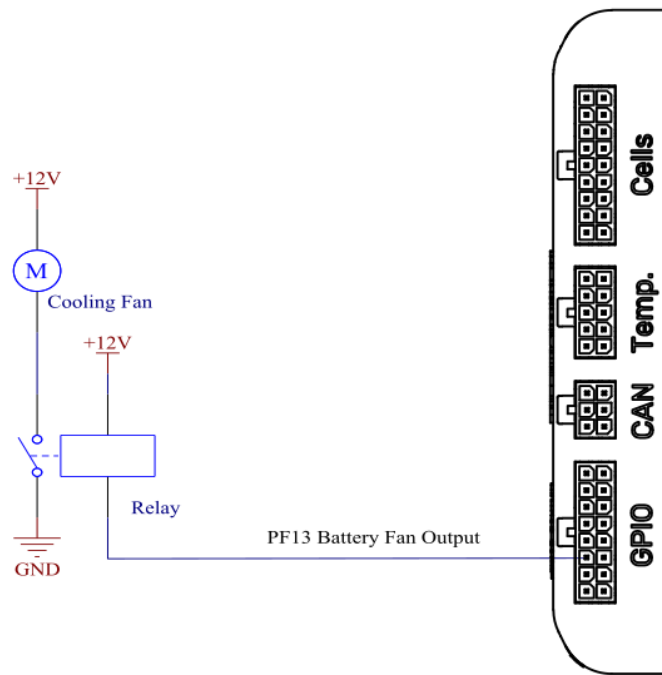 +12V
M
Cooling Fan
+12V
Relay
GND
PF13 Battery Fan Output
Cells
Temp.
CAN
GPIO